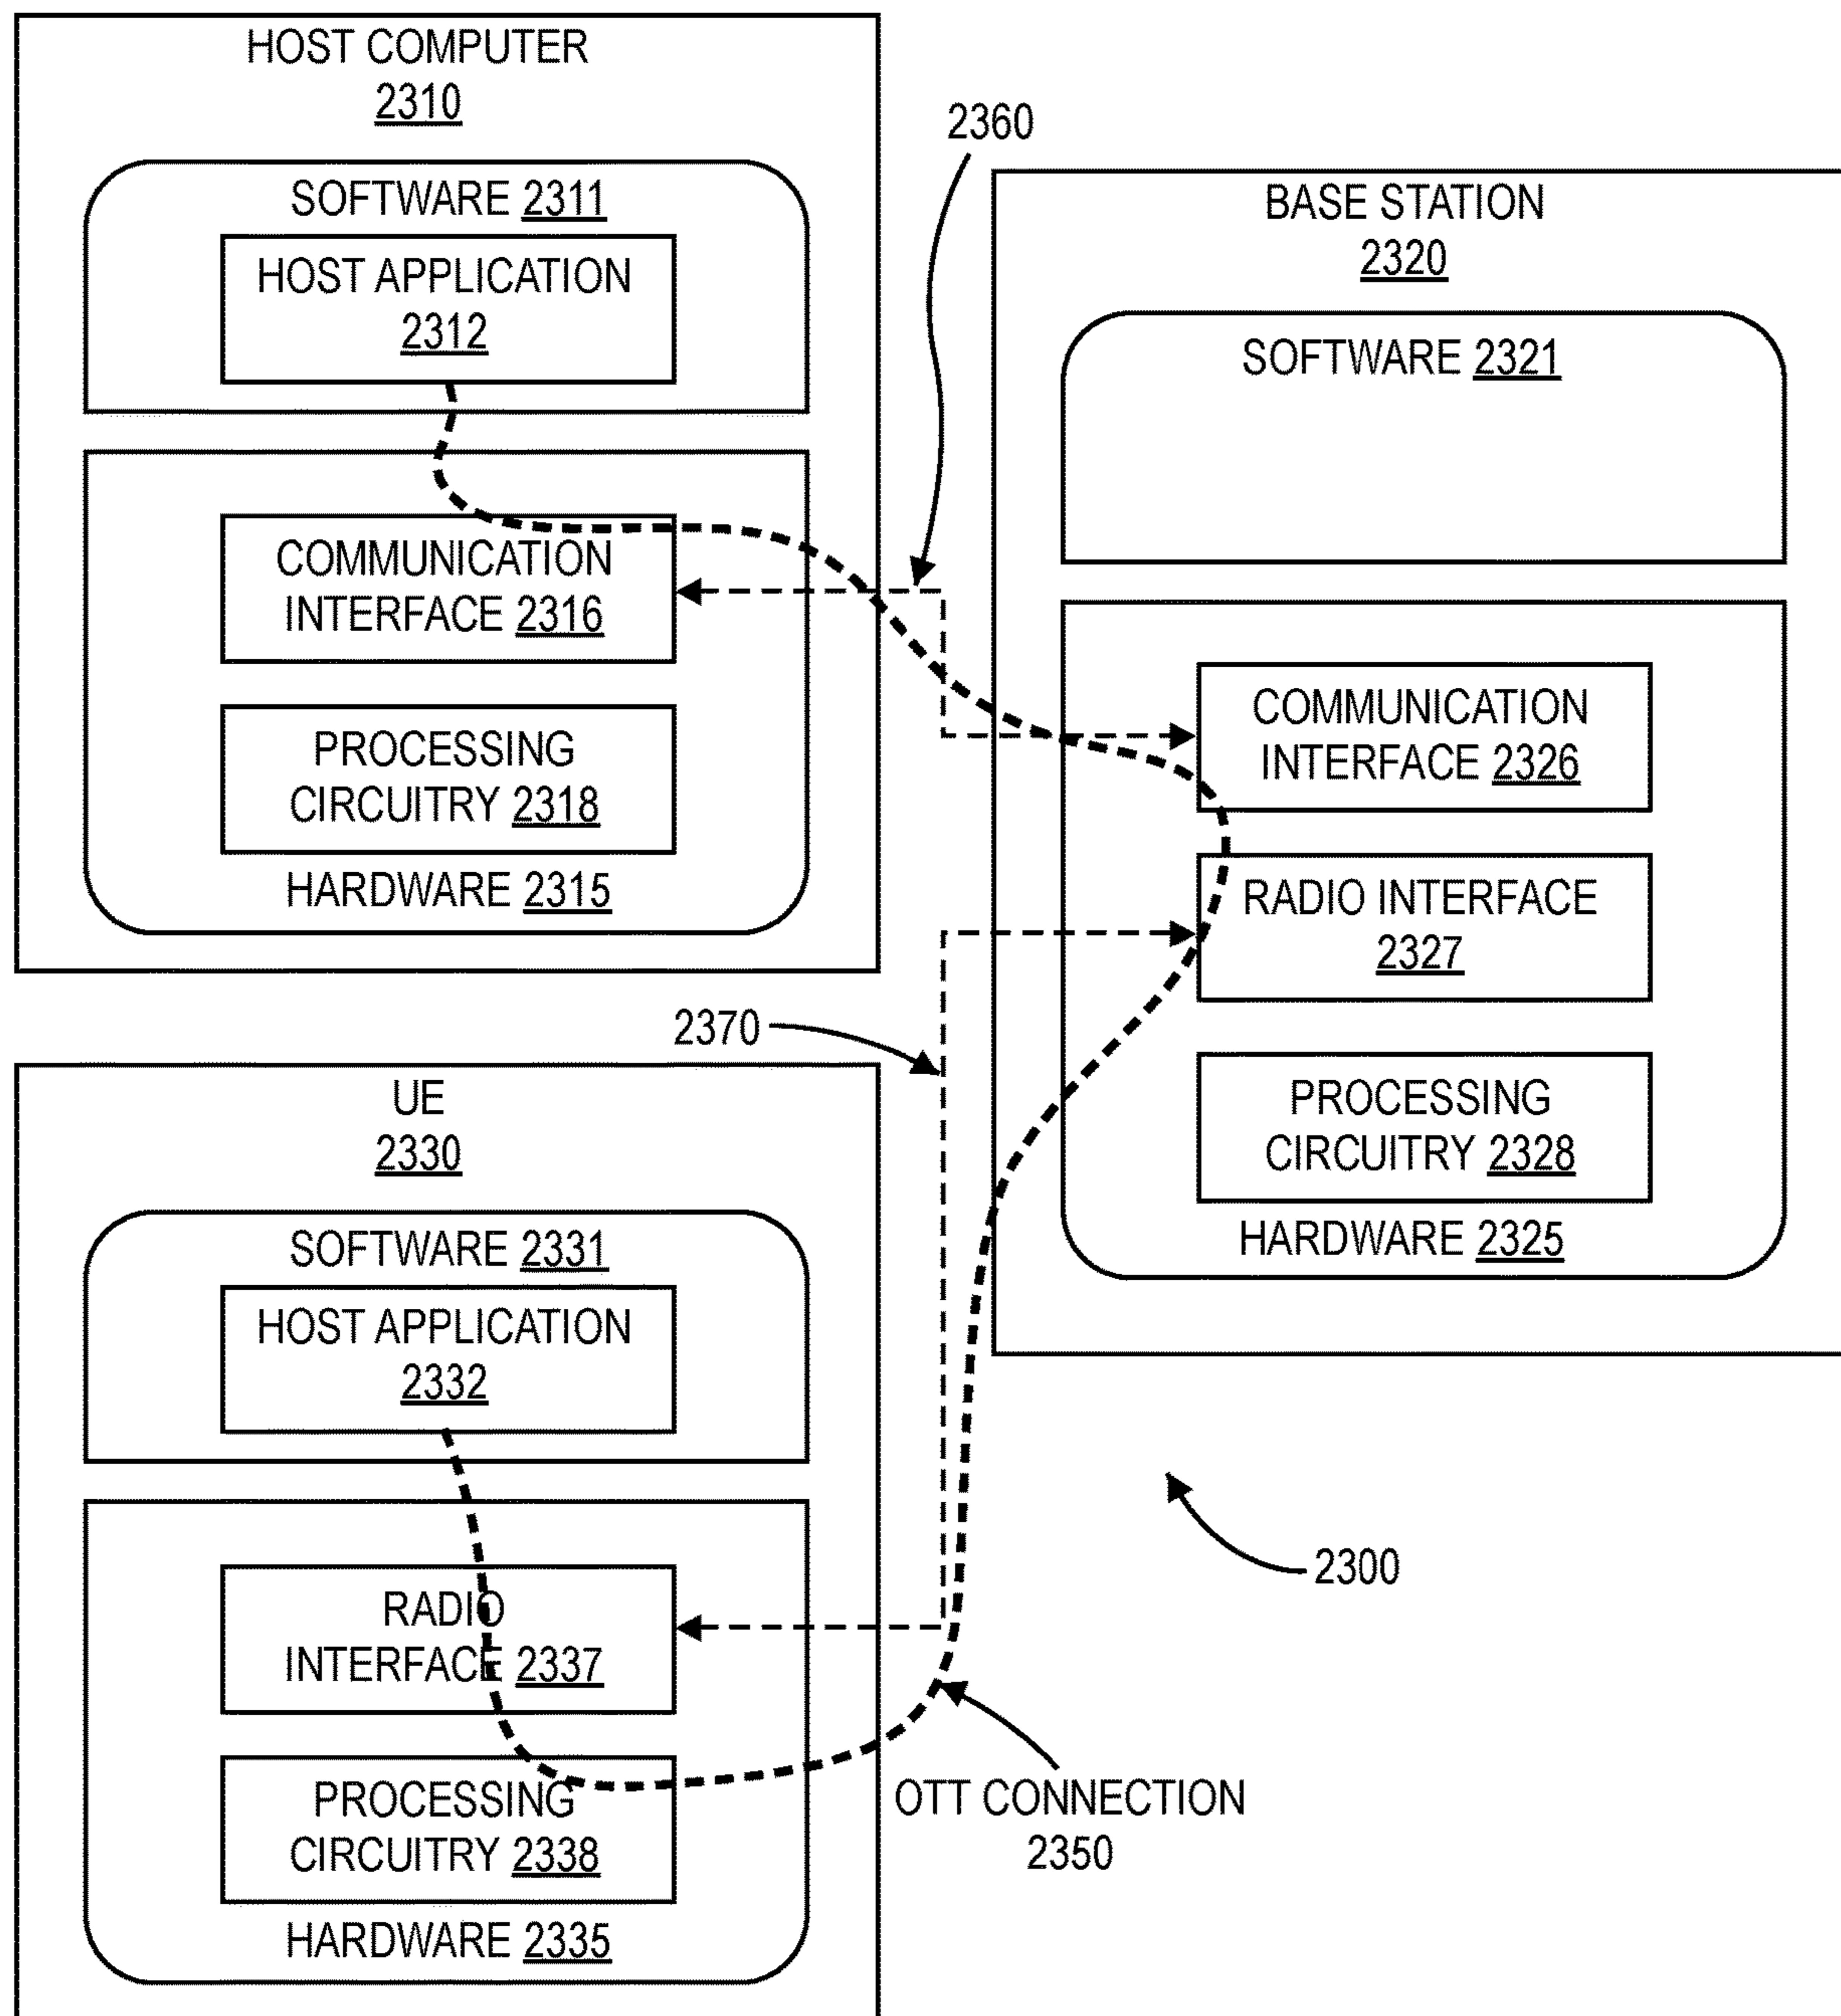 HOST COMPUTER
2310
SOFTWARE 2311
HOST APPLICATION
2312
COMMUNICATION
INTERFACE 2316
PROCESSING
CIRCUITRY 2318
HARDWARE 2315
2360
BASE STATION
2320
SOFTWARE 2321
COMMUNICATION
INTERFACE 2326
RADIO INTERFACE
2327
PROCESSING
CIRCUITRY 2328
HARDWARE 2325
2370
UE
2330
SOFTWARE 2331
HOST APPLICATION
2332
RADIO
INTERFACE 2337
PROCESSING
CIRCUITRY 2338
HARDWARE 2335
2300
OTT CONNECTION
2350